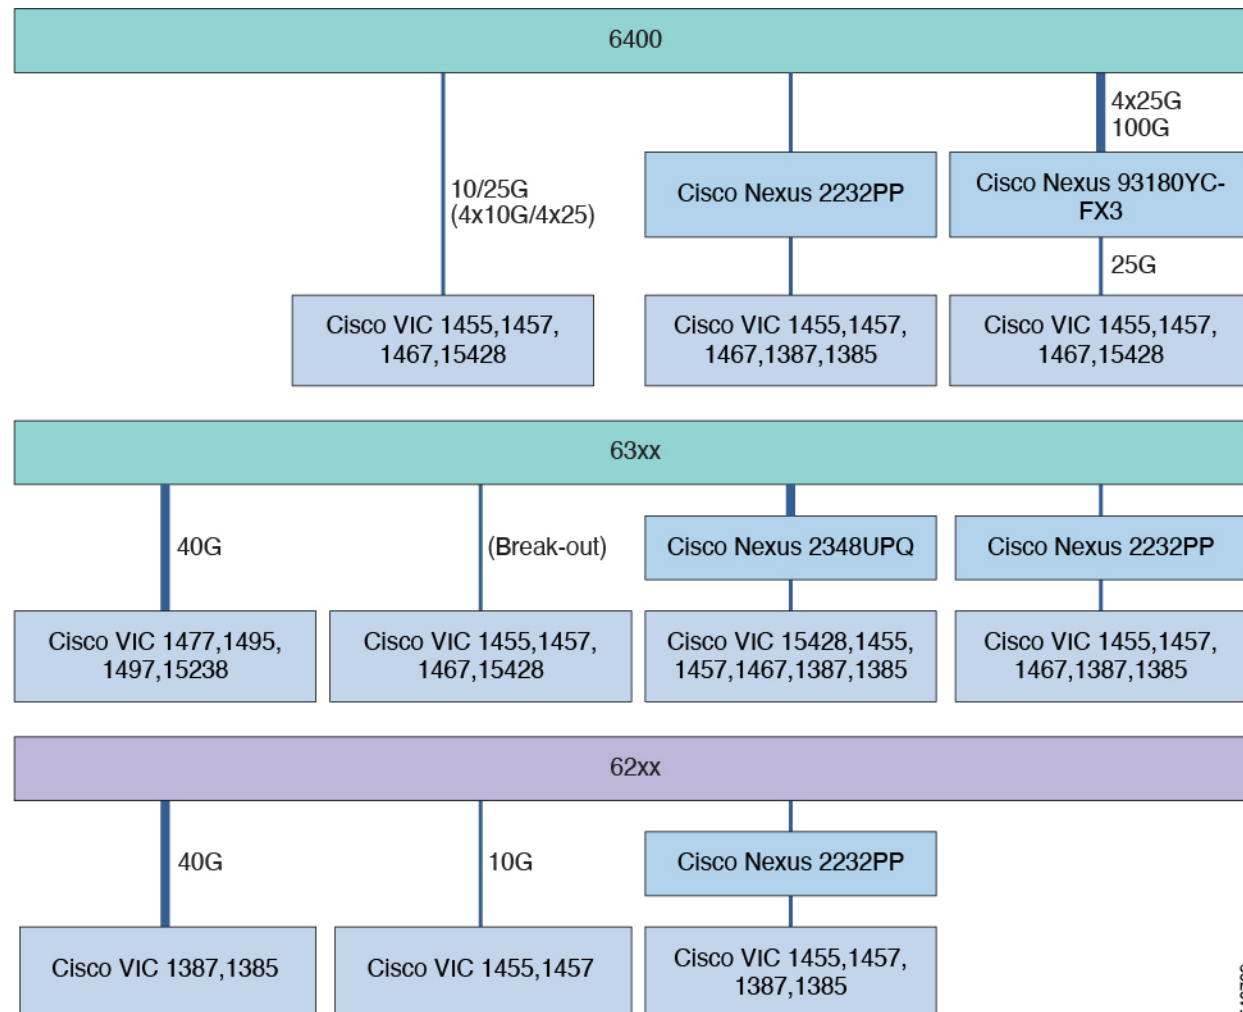 6400
4x25G
100G
10/25G
(4x10G/4x25)
Cisco Nexus 2232PP
Cisco Nexus 93180YC-
FX3
25G
Cisco VIC 1455,1457,
1467,15428
Cisco VIC 1455,1457,
1467,1387,1385
Cisco VIC 1455,1457,
1467,15428
63xx
40G
(Break-out)
Cisco Nexus 2348UPQ
Cisco Nexus 2232PP
Cisco VIC 1477,1495,
1497,15238
Cisco VIC 1455,1457,
1467,15428
Cisco VIC 15428,1455,
1457,1467,1387,1385
Cisco VIC 1455,1457,
1467,1387,1385
62xx
40G
10G
Cisco Nexus 2232PP
Cisco VIC 1387,1385
Cisco VIC 1455,1457
Cisco VIC 1455,1457,
1387,1385